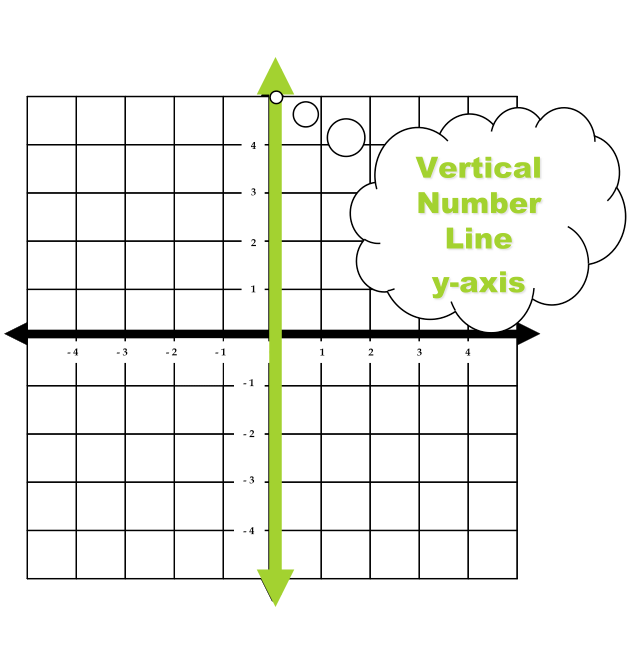 Vertical
Number
Line
y-axis
4
3
2
1
- 4 - 3 - 2 - 1 1 2 3 4
- 1
- 2
- 3
- 4